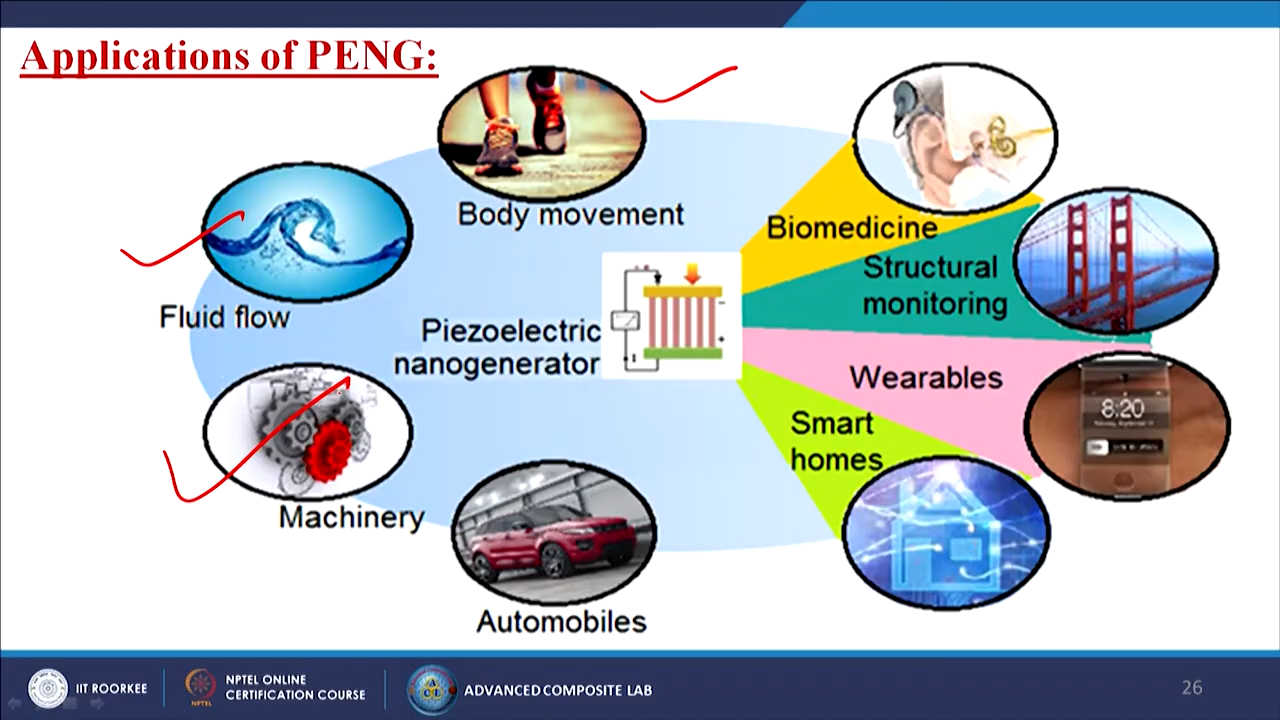 Applications of PENG:
Body movement
Fluid flow
Biomedicine
Structural
monitoring
Piezoelectric
nanogenerator
Wearables
8:20
Smart
homes
Machinery
Automobiles
IIT ROORKEE
NPTEL
NPTEL ONLINE
CERTIFICATION COURSE
ADVANCED COMPOSITE LAB
26